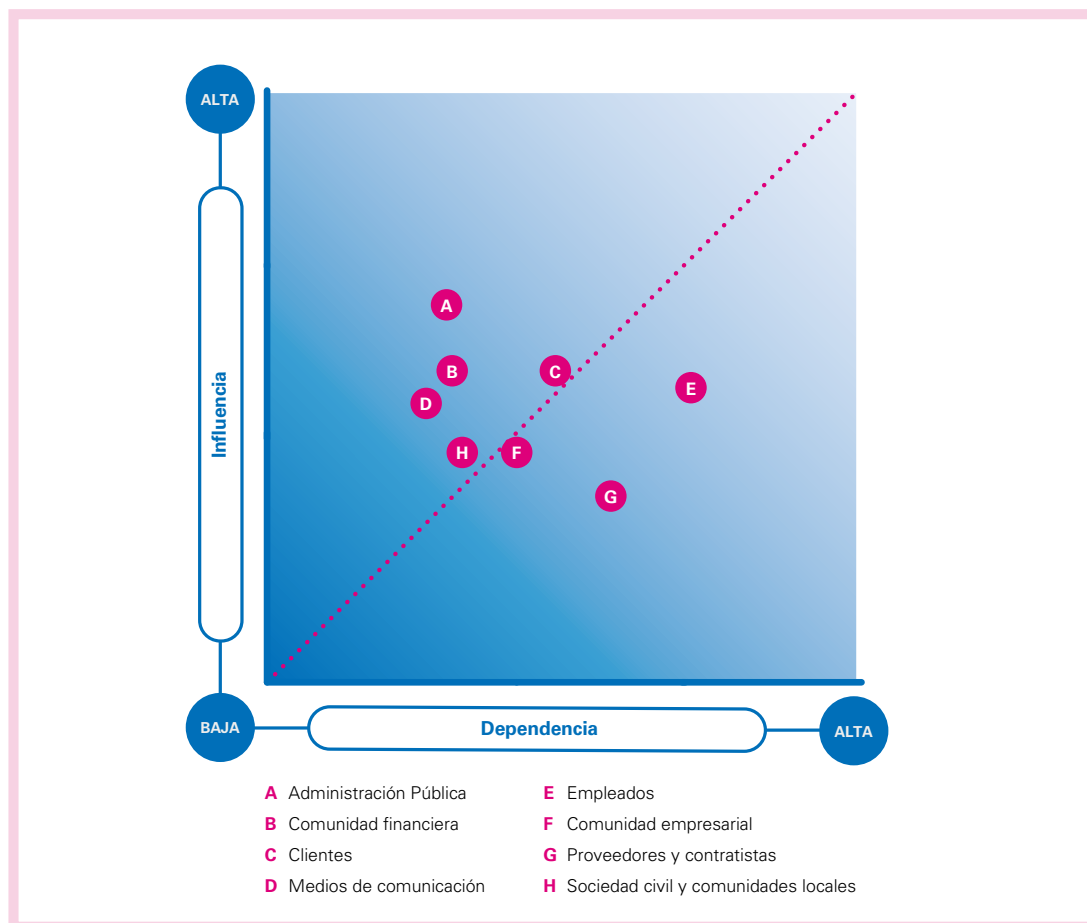 ALTA
A
B
C
E
D
H
F
G
Influencia
BAJA
Dependencia
ALTA
A Administración Pública
B Comunidad financiera
C Clientes
D Medios de comunicación
E Empleados
F Comunidad empresarial
G Proveedores y contratistas
H Sociedad civil y comunidades locales